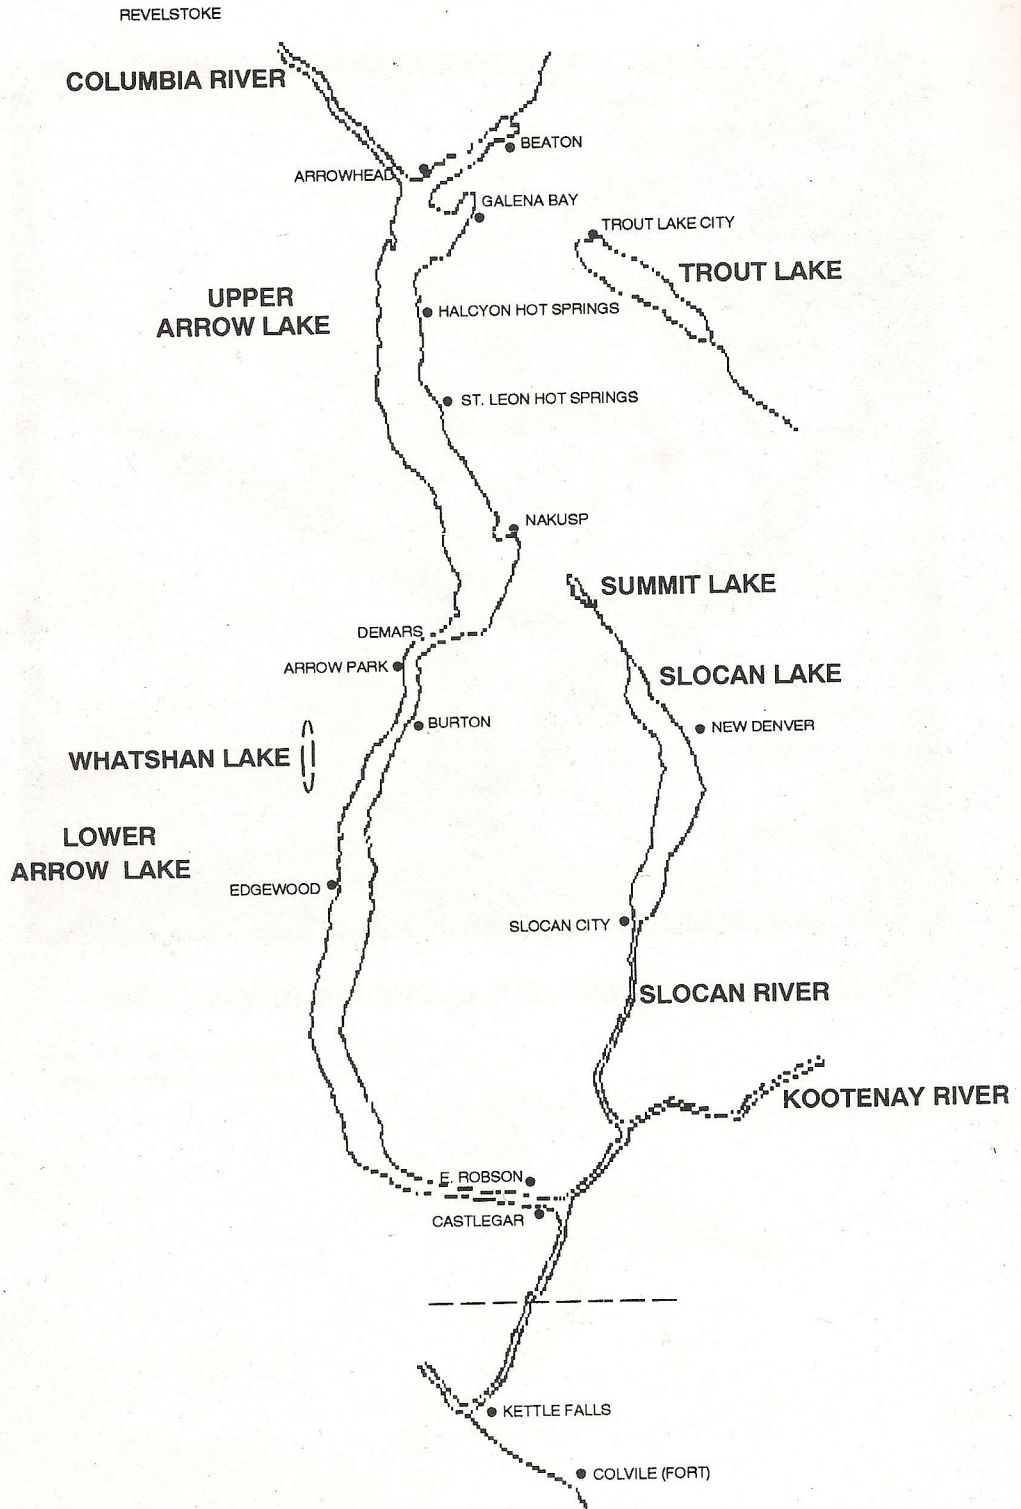 REVELSTOKE
COLUMBIA RIVER
BEATON
ARROWHEAD
GALENA BAY
TROUT LAKE CITY
TROUT LAKE
UPPER
ARROW LAKE
HALCYON HOT SPRINGS
ST. LEON HOT SPRINGS
NAKUSP
SUMMIT LAKE
DEMARS
ARROW PARK
SLOCAN LAKE
BURTON
NEW DENVER
WHATSHAN LAKE
LOWER
ARROW LAKE
EDGEWOOD
SLOCAN CITY
SLOCAN RIVER
KOOTENAY RIVER
E. ROBSON
CASTLEGAR
KETTLE FALLS
COLVILE (FORT)